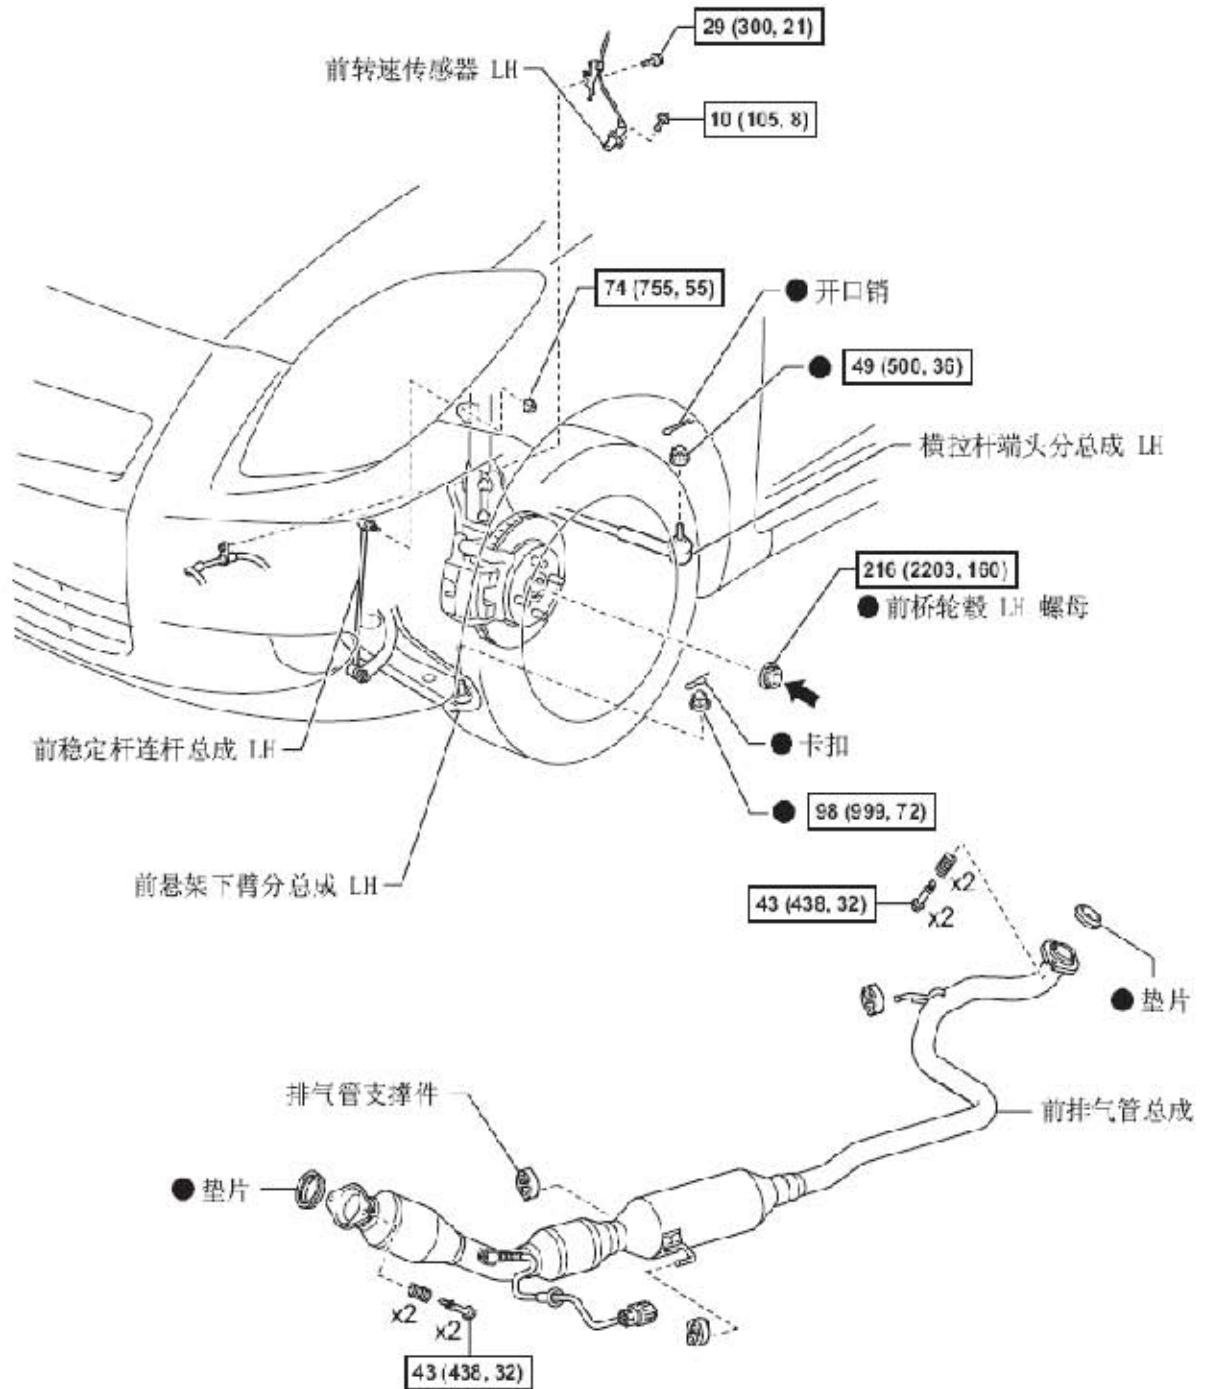 29 (300, 21)
前转速传感器 LH
10 (105, 8)
74 (755, 55)
● 开口销
● 49 (500, 36)
横拉杆端头分总成 LH
216 (2203, 160)
● 前桥轮毂 LH 螺母
前稳定杆连杆总成 LH
● 卡扣
● 98 (999, 72)
前悬架下臂分总成 LH
x2
43 (438, 32)
x2
● 垫片
排气管支撑件
前排气管总成
● 垫片
x2
x2
43 (438, 32)